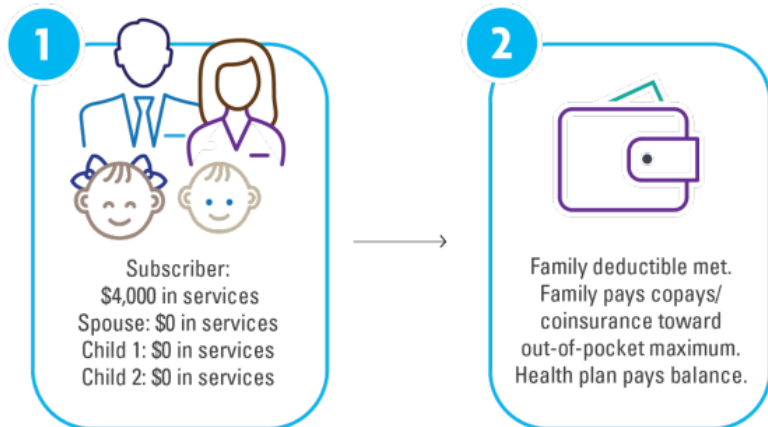 1
Subscriber:
$4,000 in services
Spouse: $0 in services
Child 1: $0 in services
Child 2: $0 in services
2
Family deductible met.
Family pays copays/
coinsurance toward
out-of-pocket maximum.
Health plan pays balance.